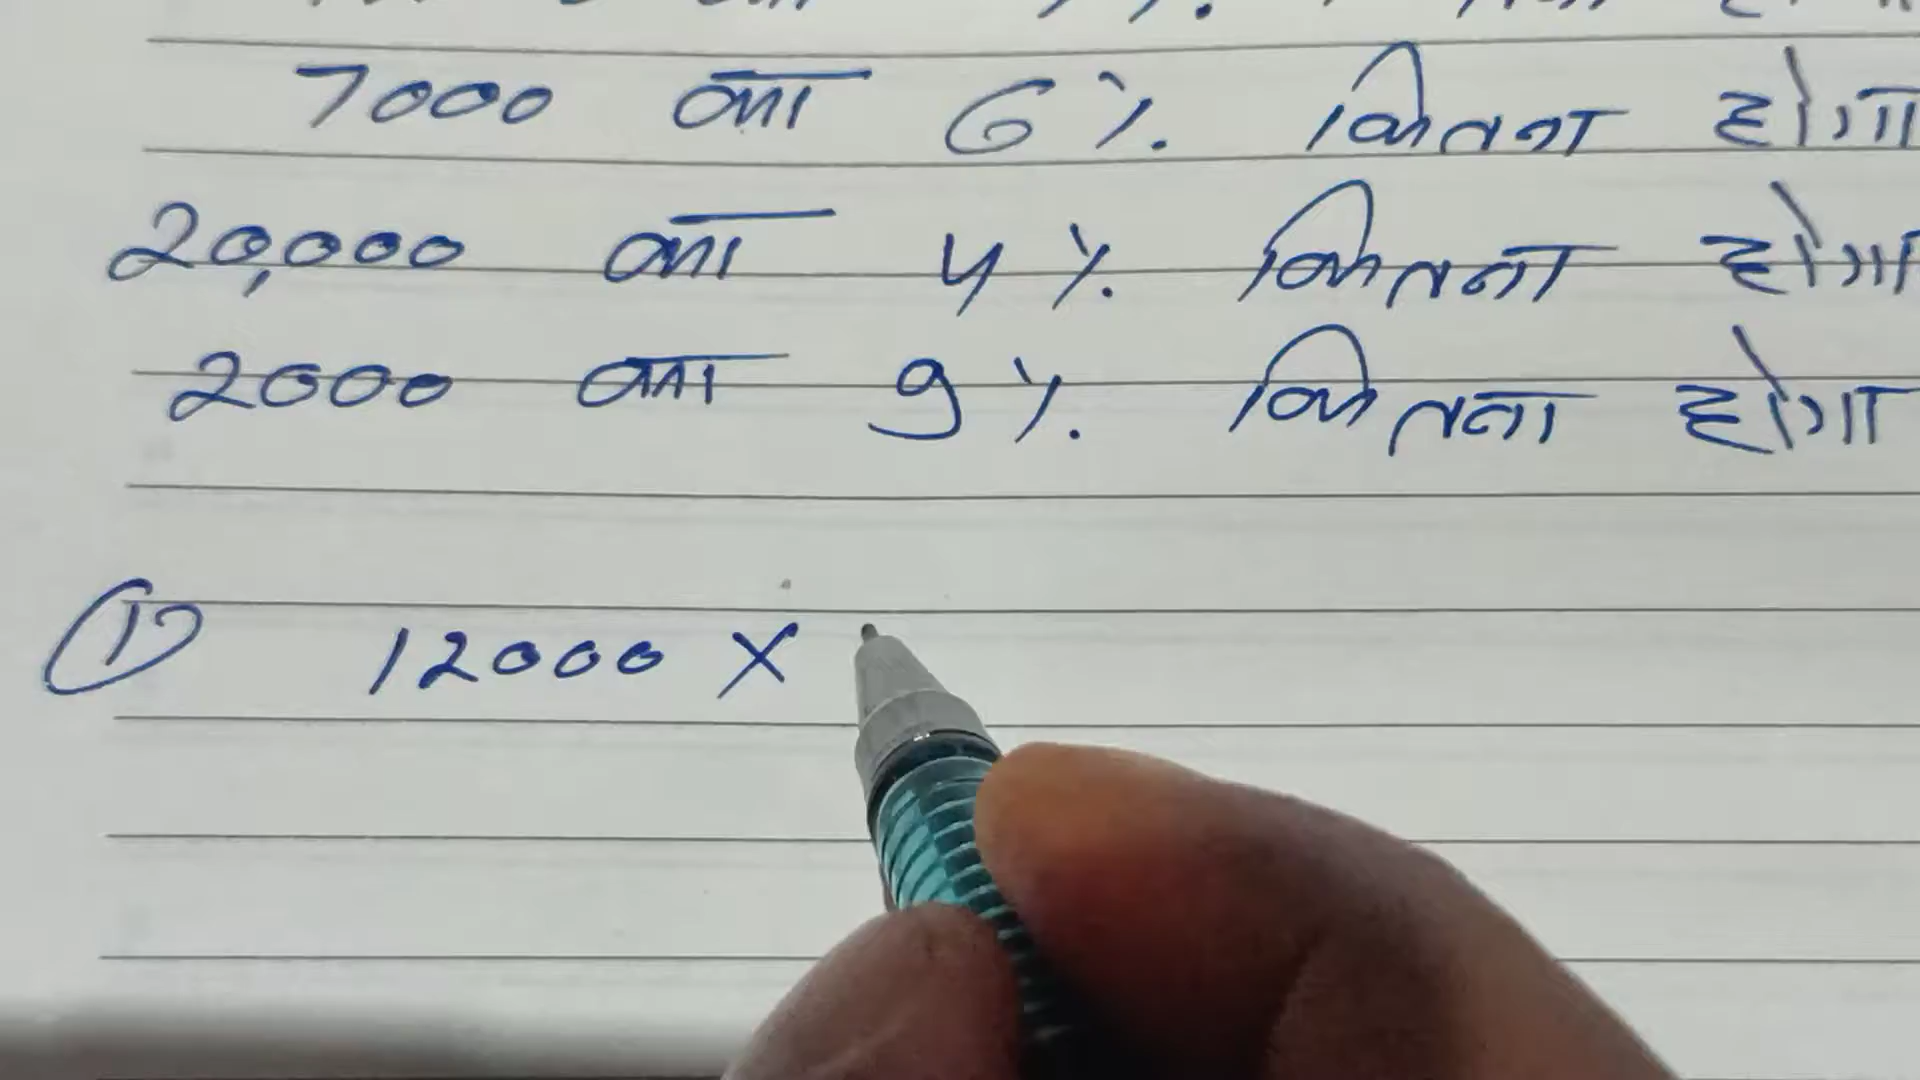 7000 का 6% कितना होगा
20,000 का 4% कितना होगा
2000 का 9% कितना होगा
① 12000 ×